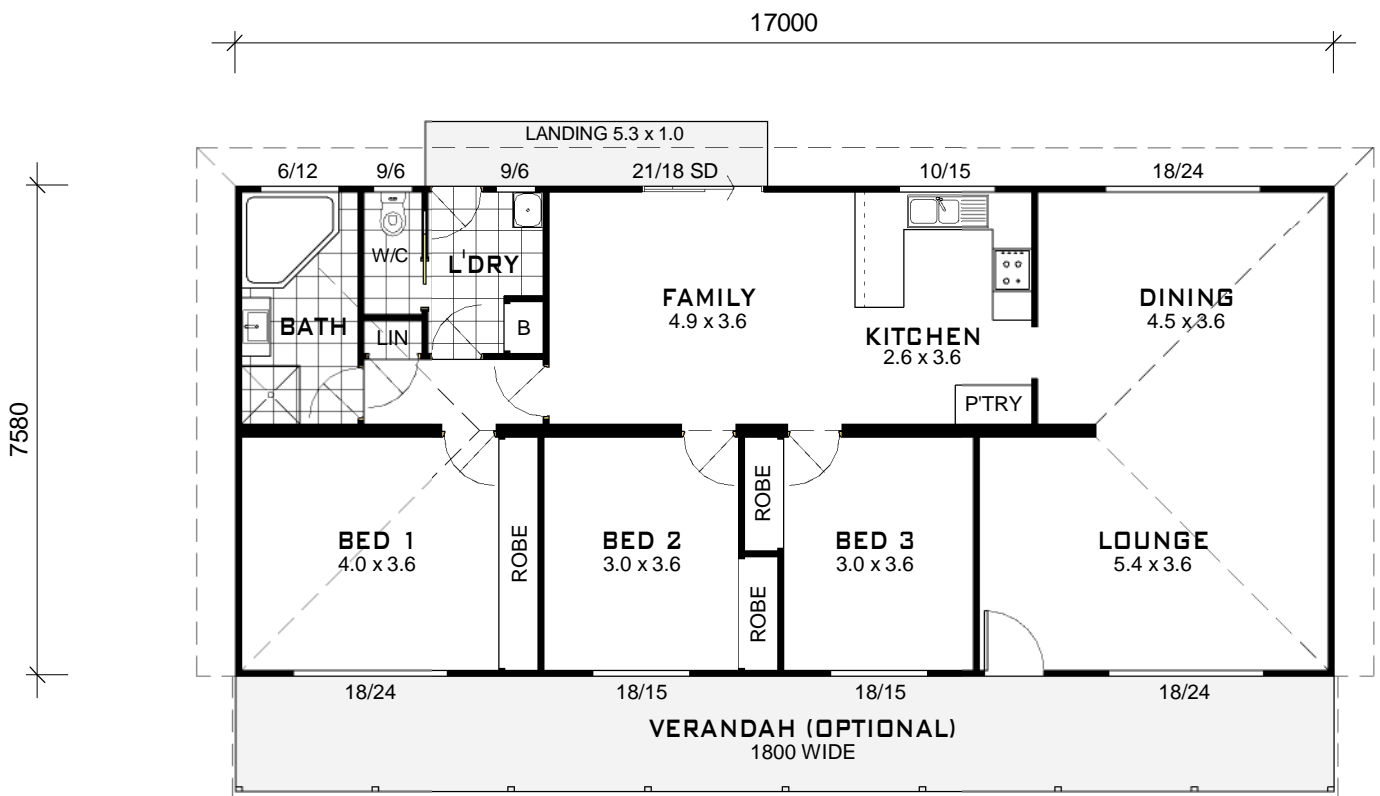 17000
LANDING 5.3 x 1.0
6/12
9/6
9/6
21/18 SD
10/15
18/24
W/C
L'DRY
FAMILY
4.9 x 3.6
DINING
4.5 x 3.6
BATH
LIN
B
KITCHEN
2.6 x 3.6
P'TRY
7580
BED 1
4.0 x 3.6
ROBE
BED 2
3.0 x 3.6
ROBE
ROBE
BED 3
3.0 x 3.6
LOUNGE
5.4 x 3.6
18/24
18/15
18/15
18/24
VERANDAH (OPTIONAL)
1800 WIDE